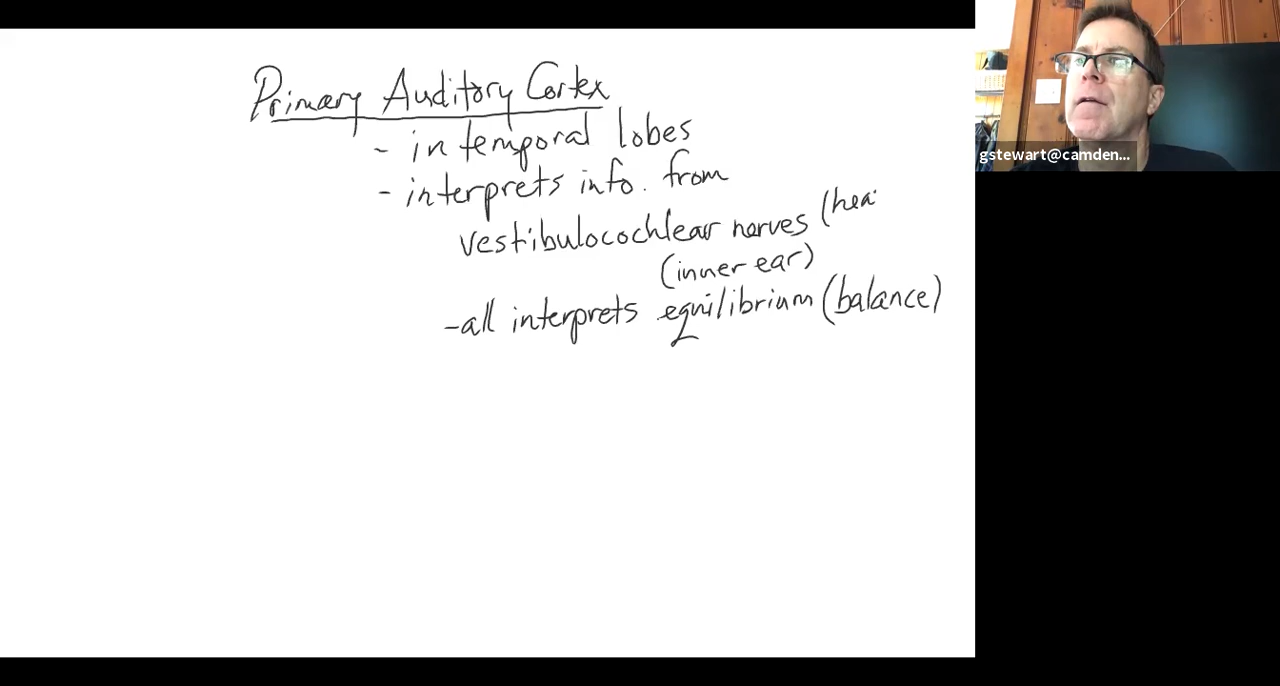 Primary Auditory Cortex
- in temporal lobes
- interprets info. from
vestibulocochlear nerves (hea
(inner ear)
- all interprets equilibrium (balance)
gstewart@camden...